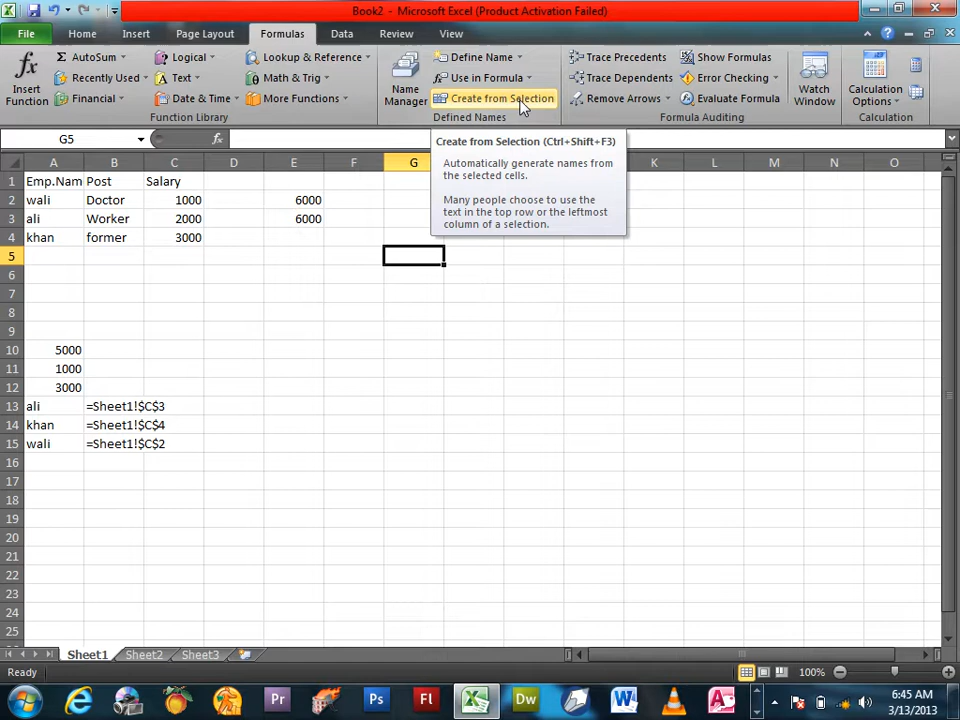 Book2 - Microsoft Excel (Product Activation Failed)
File Home Insert Page Layout Formulas Data Review View
fx Insert Function
Σ AutoSum
Recently Used
Financial
Logical
Text
Date & Time
Lookup & Reference
Math & Trig
More Functions
Function Library
Name Manager
Define Name
Use in Formula
Create from Selection
Defined Names
Trace Precedents
Trace Dependents
Remove Arrows
Show Formulas
Error Checking
Evaluate Formula
Formula Auditing
Watch Window
Calculation Options
Calculation
G5 fx
Create from Selection (Ctrl+Shift+F3)
Automatically generate names from
the selected cells.
Many people choose to use the
text in the top row or the leftmost
column of a selection.
A B C D E F G K L M N O
1 Emp.Nam Post Salary
2 wali Doctor 1000 6000
3 ali Worker 2000 6000
4 khan former 3000
5
6
7
8
9
10 5000
11 1000
12 3000
13 ali =Sheet1!$C$3
14 khan =Sheet1!$C$4
15 wali =Sheet1!$C$2
16
17
18
19
20
21
22
23
24
25
Sheet1 Sheet2 Sheet3
Ready 100%
Pr Ps Fl Dw W A
6:45 AM
3/13/2013